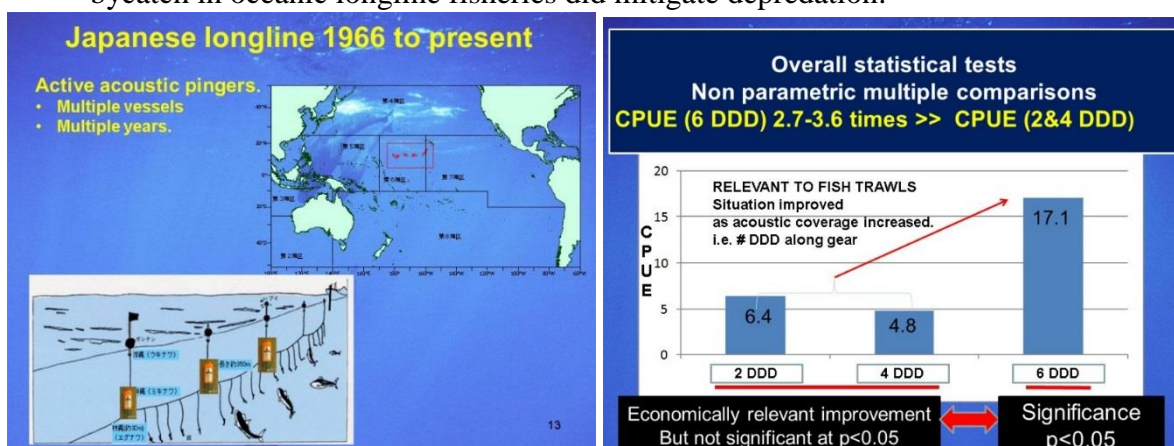 bycatch in oceanic longline fisheries did mitigate depredation.
Japanese longline 1966 to present
Active acoustic pingers.
• Multiple vessels
• Multiple years.
13
Overall statistical tests
Non parametric multiple comparisons
CPUE (6 DDD) 2.7-3.6 times >> CPUE (2&4 DDD)
20
15
10
5
0
CPUE
RELEVANT TO FISH TRAWLS
Situation improved
as acoustic coverage increased.
i.e. # DDD along gear
6.4
4.8
17.1
2 DDD
4 DDD
6 DDD
Economically relevant improvement
But not significant at p<0.05
Significance
p<0.05